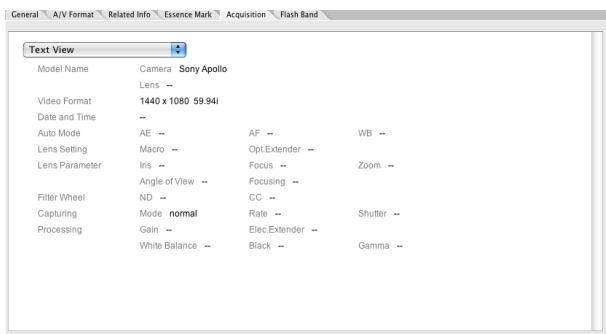 General A/V Format Related Info Essence Mark Acquisition Flash Band
Text View
Model Name Camera Sony Apollo
Lens --
Video Format 1440 x 1080 59.94i
Date and Time --
Auto Mode AE -- AF -- WB --
Lens Setting Macro -- Opt.Extender --
Lens Parameter Iris -- Focus -- Zoom --
Angle of View -- Focusing --
Filter Wheel ND -- CC --
Capturing Mode normal Rate -- Shutter --
Processing Gain -- Elec.Extender --
White Balance -- Black -- Gamma --